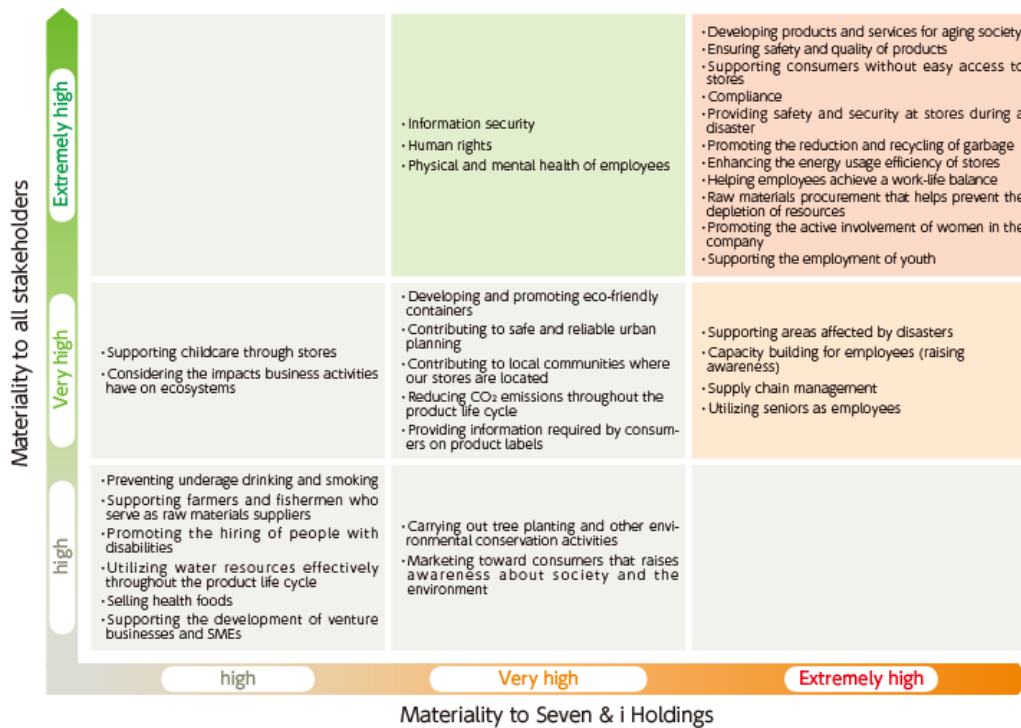 Materiality to all stakeholders
Extremely high
Very high
high
・Information security
・Human rights
・Physical and mental health of employees
・Developing products and services for aging society
・Ensuring safety and quality of products
・Supporting consumers without easy access to
stores
・Compliance
・Providing safety and security at stores during a
disaster
・Promoting the reduction and recycling of garbage
・Enhancing the energy usage efficiency of stores
・Helping employees achieve a work-life balance
・Raw materials procurement that helps prevent the
depletion of resources
・Promoting the active involvement of women in the
company
・Supporting the employment of youth
・Supporting childcare through stores
・Considering the impacts business activities
have on ecosystems
・Developing and promoting eco-friendly
containers
・Contributing to safe and reliable urban
planning
・Contributing to local communities where
our stores are located
・Reducing CO₂ emissions throughout the
product life cycle
・Providing information required by consum-
ers on product labels
・Supporting areas affected by disasters
・Capacity building for employees (raising
awareness)
・Supply chain management
・Utilizing seniors as employees
・Preventing underage drinking and smoking
・Supporting farmers and fishermen who
serve as raw materials suppliers
・Promoting the hiring of people with
disabilities
・Utilizing water resources effectively
throughout the product life cycle
・Selling health foods
・Supporting the development of venture
businesses and SMEs
・Carrying out tree planting and other envi-
ronmental conservation activities
・Marketing toward consumers that raises
awareness about society and the
environment
high
Very high
Extremely high
Materiality to Seven & i Holdings